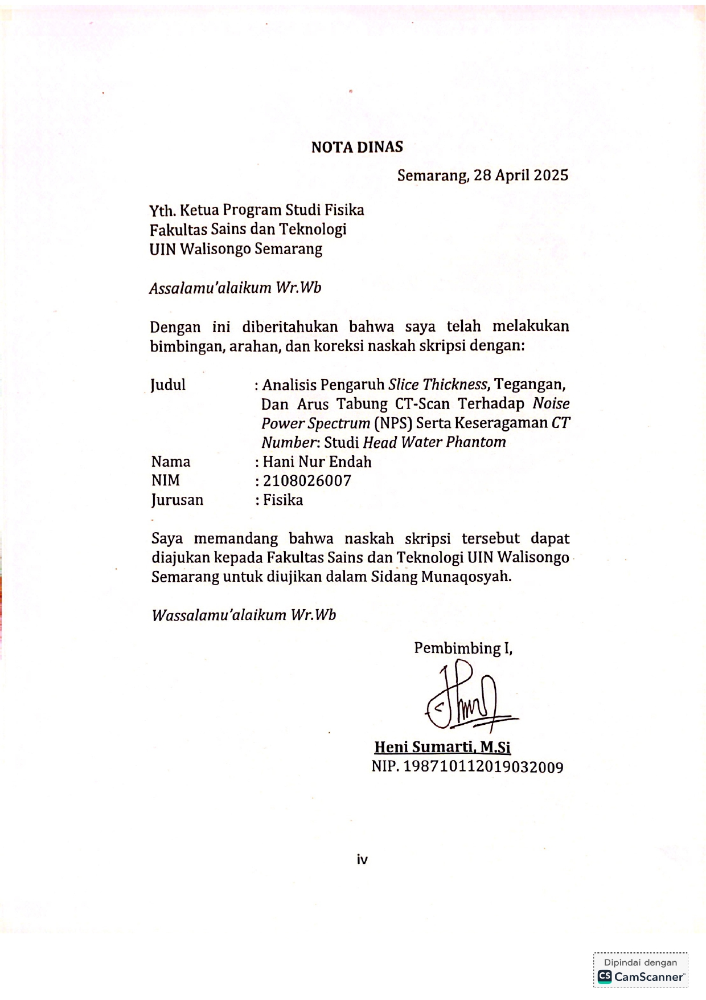 NOTA DINAS
Semarang, 28 April 2025
Yth. Ketua Program Studi Fisika
Fakultas Sains dan Teknologi
UIN Walisongo Semarang
Assalamu'alaikum Wr.Wb
Dengan ini diberitahukan bahwa saya telah melakukan
bimbingan, arahan, dan koreksi naskah skripsi dengan:
Judul : Analisis Pengaruh Slice Thickness, Tegangan,
Dan Arus Tabung CT-Scan Terhadap Noise
Power Spectrum (NPS) Serta Keseragaman CT
Number: Studi Head Water Phantom
Nama : Hani Nur Endah
NIM : 2108026007
Jurusan : Fisika
Saya memandang bahwa naskah skripsi tersebut dapat
diajukan kepada Fakultas Sains dan Teknologi UIN Walisongo
Semarang untuk diujikan dalam Sidang Munaqosyah.
Wassalamu'alaikum Wr.Wb
Pembimbing I,
Heni Sumarti, M.Si
NIP. 198710112019032009
iv
Dipindai dengan
CS CamScanner